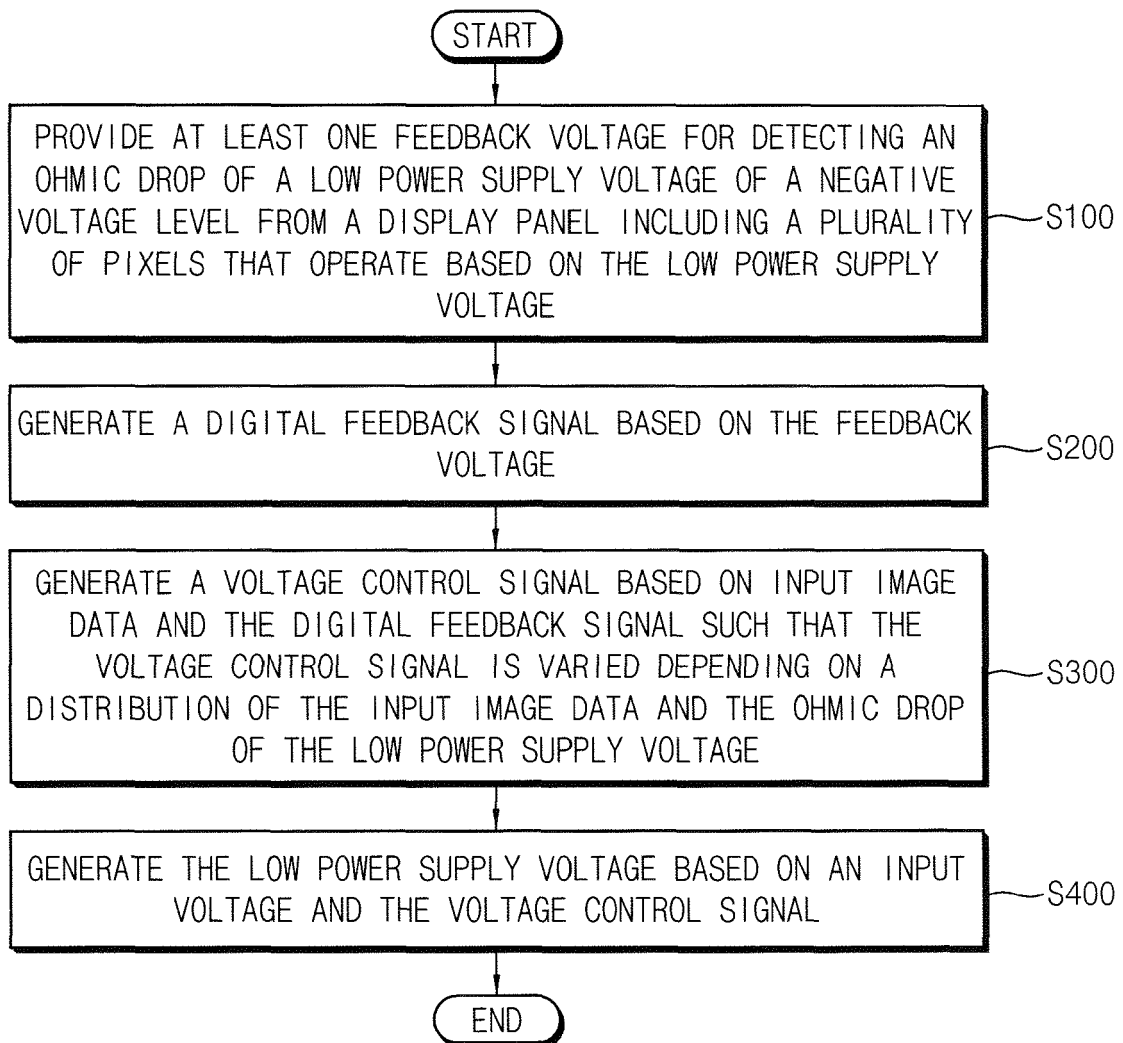 START
PROVIDE AT LEAST ONE FEEDBACK VOLTAGE FOR DETECTING AN
OHMIC DROP OF A LOW POWER SUPPLY VOLTAGE OF A NEGATIVE
VOLTAGE LEVEL FROM A DISPLAY PANEL INCLUDING A PLURALITY
OF PIXELS THAT OPERATE BASED ON THE LOW POWER SUPPLY
VOLTAGE
S100
GENERATE A DIGITAL FEEDBACK SIGNAL BASED ON THE FEEDBACK
VOLTAGE
S200
GENERATE A VOLTAGE CONTROL SIGNAL BASED ON INPUT IMAGE
DATA AND THE DIGITAL FEEDBACK SIGNAL SUCH THAT THE
VOLTAGE CONTROL SIGNAL IS VARIED DEPENDING ON A
DISTRIBUTION OF THE INPUT IMAGE DATA AND THE OHMIC DROP
OF THE LOW POWER SUPPLY VOLTAGE
S300
GENERATE THE LOW POWER SUPPLY VOLTAGE BASED ON AN INPUT
VOLTAGE AND THE VOLTAGE CONTROL SIGNAL
S400
END